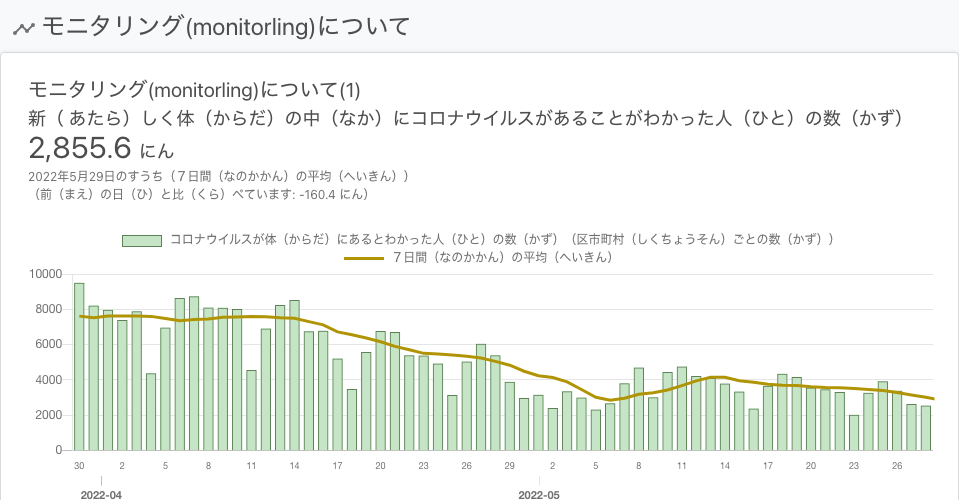 モニタリング(monitorling)について
モニタリング(monitorling)について(1)
新（ あたら）しく体（からだ）の中（なか）にコロナウイルスがあることがわかった人（ひと）の数（かず）
2,855.6 にん
2022年5月29日のすうち（７日間（なのかかん）の平均（へいきん））
（前（まえ）の日（ひ）と比（くら）べています: -160.4 にん）
コロナウイルスが体（からだ）にあるとわかった人（ひと）の数（かず）（区市町村（しくちょうそん）ごとの数（かず））
７日間（なのかかん）の平均（へいきん）
10000
8000
6000
4000
2000
0
30 2 5 8 11 14 17 20 23 26 29 2 5 8 11 14 17 20 23 26
2022-04 2022-05